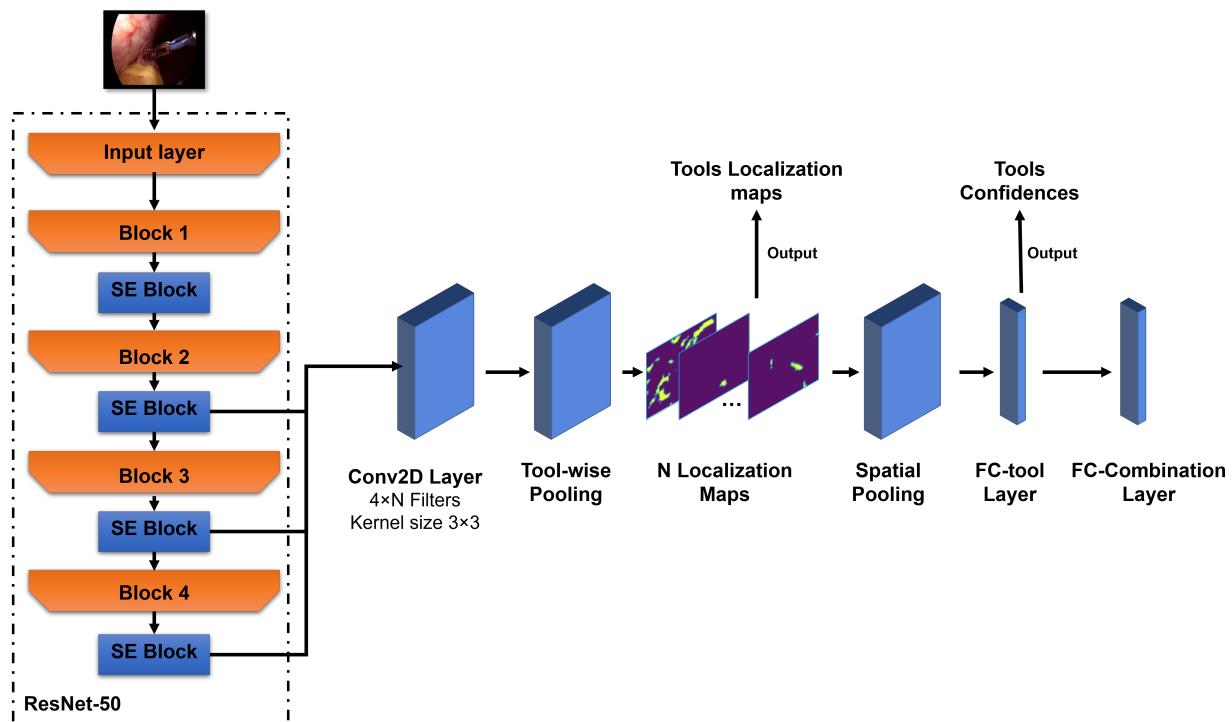 Input layer
Block 1
SE Block
Block 2
SE Block
Block 3
SE Block
Block 4
SE Block
ResNet-50
Conv2D Layer
4×N Filters
Kernel size 3×3
Tool-wise
Pooling
Tools Localization
maps
Output
...
N Localization
Maps
Spatial
Pooling
Tools
Confidences
Output
FC-tool
Layer
FC-Combination
Layer